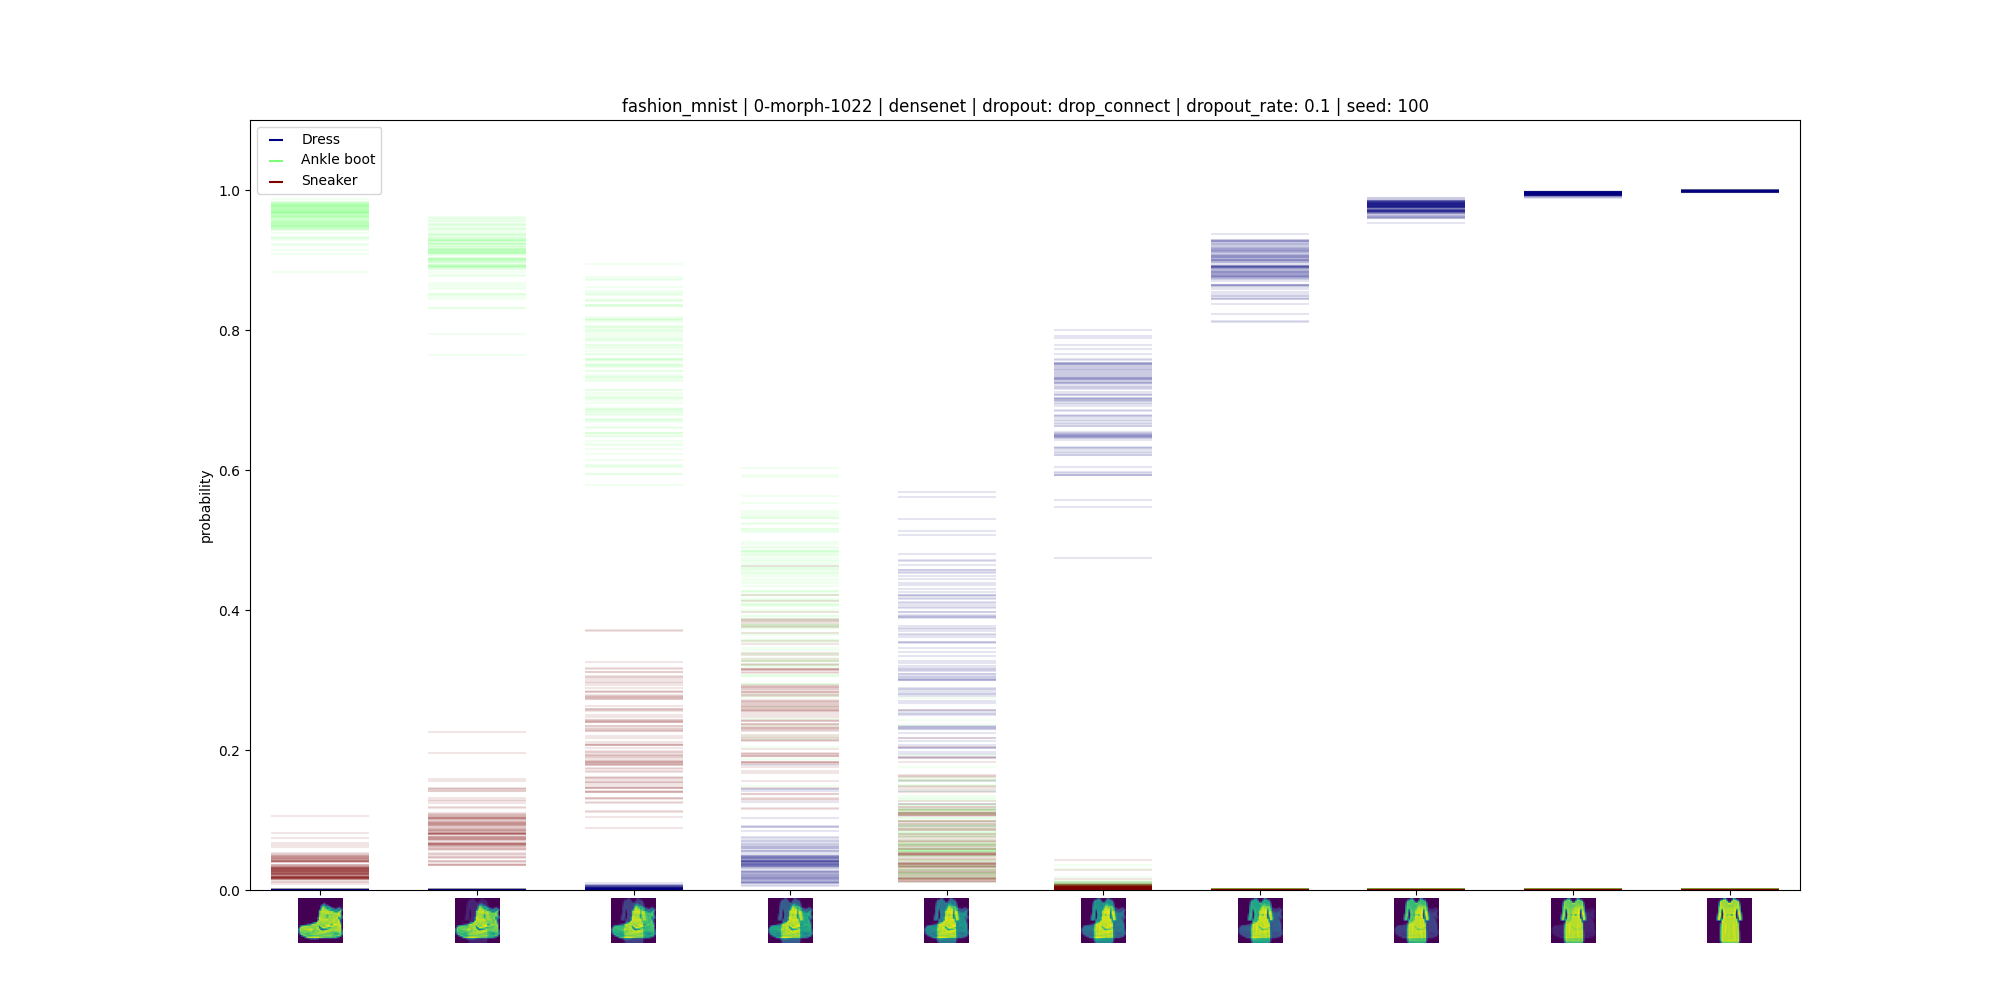 fashion_mnist | 0-morph-1022 | densenet | dropout: drop_connect | dropout_rate: 0.1 | seed: 100
Dress
Ankle boot
Sneaker
1.0
0.8
0.6
0.4
0.2
0.0
probability